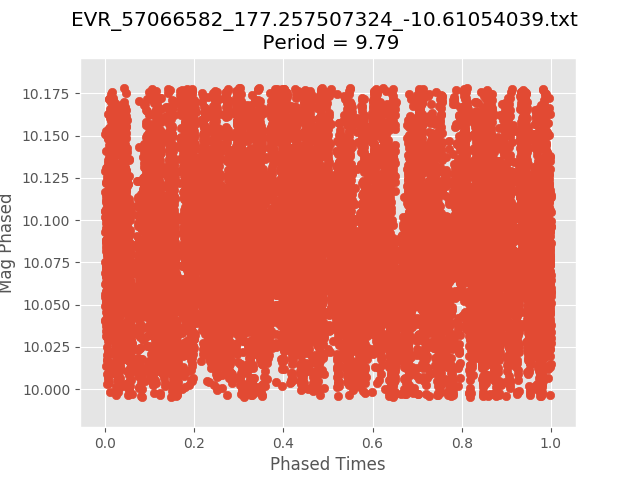 EVR_57066582_177.257507324_-10.61054039.txt
Period = 9.79
10.175
10.150
10.125
10.100
10.075
10.050
10.025
10.000
Mag Phased
0.0 0.2 0.4 0.6 0.8 1.0
Phased Times